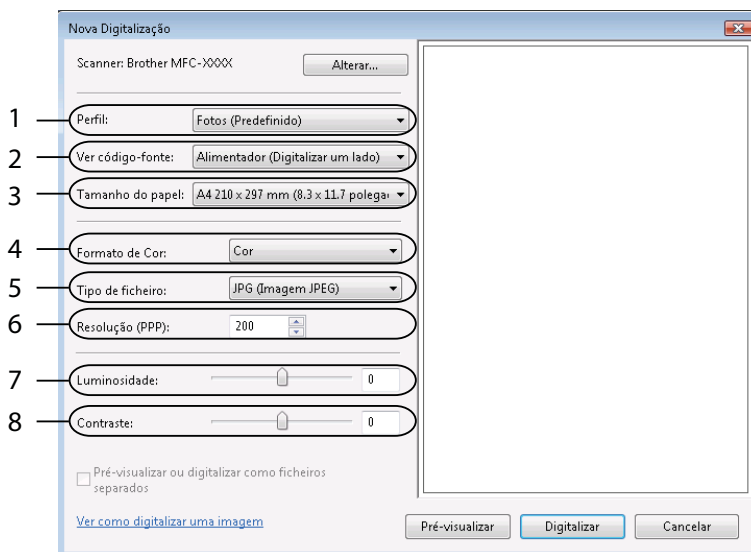 Nova Digitalização
Scanner: Brother MFC-XXXX
Alterar...
1 Perfil: Fotos (Predefinido)
2 Ver código-fonte: Alimentador (Digitalizar um lado)
3 Tamanho do papel: A4 210 x 297 mm (8.3 x 11.7 polega
4 Formato de Cor: Cor
5 Tipo de ficheiro: JPG (Imagem JPEG)
6 Resolução (PPP): 200
7 Luminosidade: 0
8 Contraste: 0
Pré-visualizar ou digitalizar como ficheiros
separados
Ver como digitalizar uma imagem
Pré-visualizar Digitalizar Cancelar